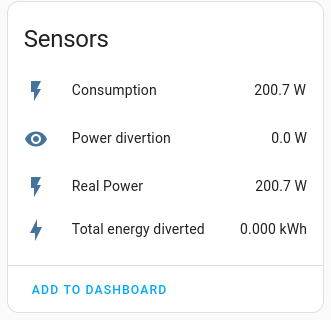 Sensors
Consumption 200.7 W
Power divertion 0.0 W
Real Power 200.7 W
Total energy diverted 0.000 kWh
ADD TO DASHBOARD